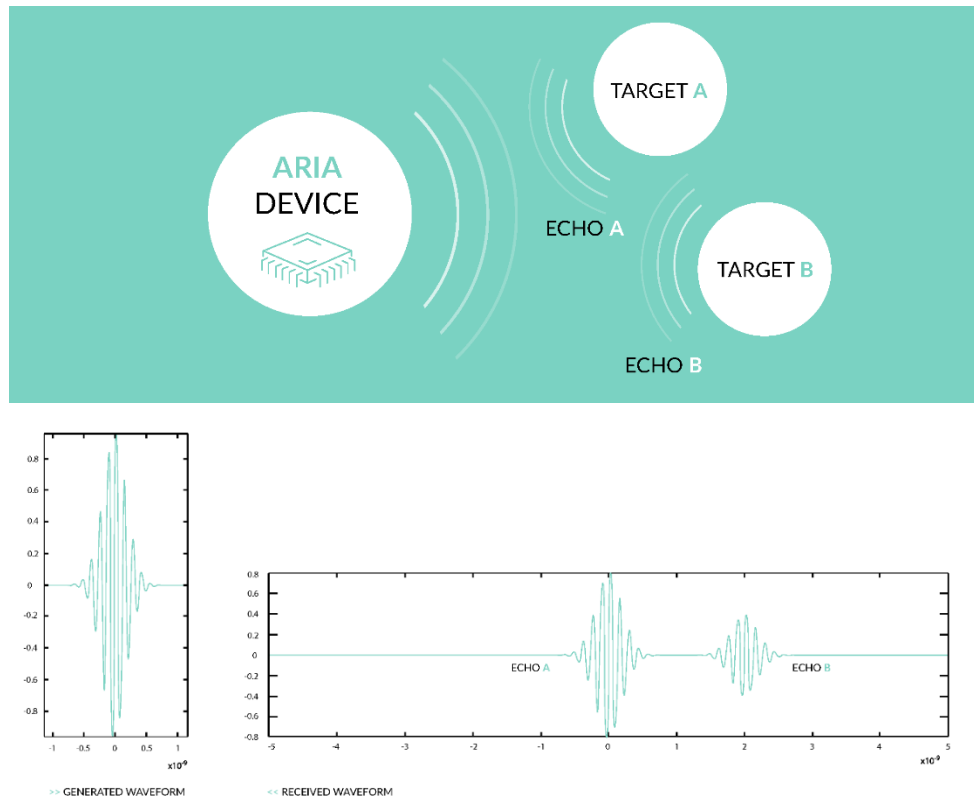 TARGET A
ARIA
DEVICE
ECHO A
TARGET B
ECHO B
0.8
0.6
0.4
0.2
0
-0.2
-0.4
-0.6
-0.8
-1 -0.5 0 0.5 1
x10⁻⁹
>> GENERATED WAVEFORM
0.8
0.6
0.4
0.2
0
-0.2
-0.4
-0.6
-0.8
ECHO A
ECHO B
-5 -4 -3 -2 -1 0 1 2 3 4 5
x10⁻⁹
<< RECEIVED WAVEFORM